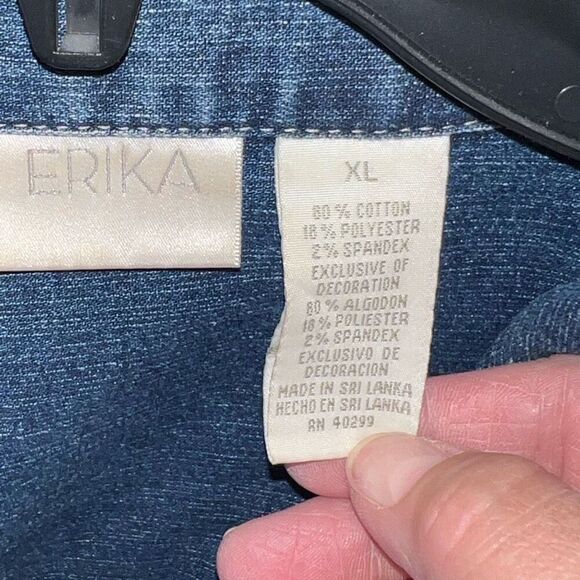 ERIKA
XL
80 % COTTON
18 % POLYESTER
2 % SPANDEX
EXCLUSIVE OF
DECORATION
80 % ALGODON
18 % POLIESTER
2 % SPANDEX
EXCLUSIVO DE
DECORACION
MADE IN SRI LANKA
HECHO EN SRI LANKA
RN 40299